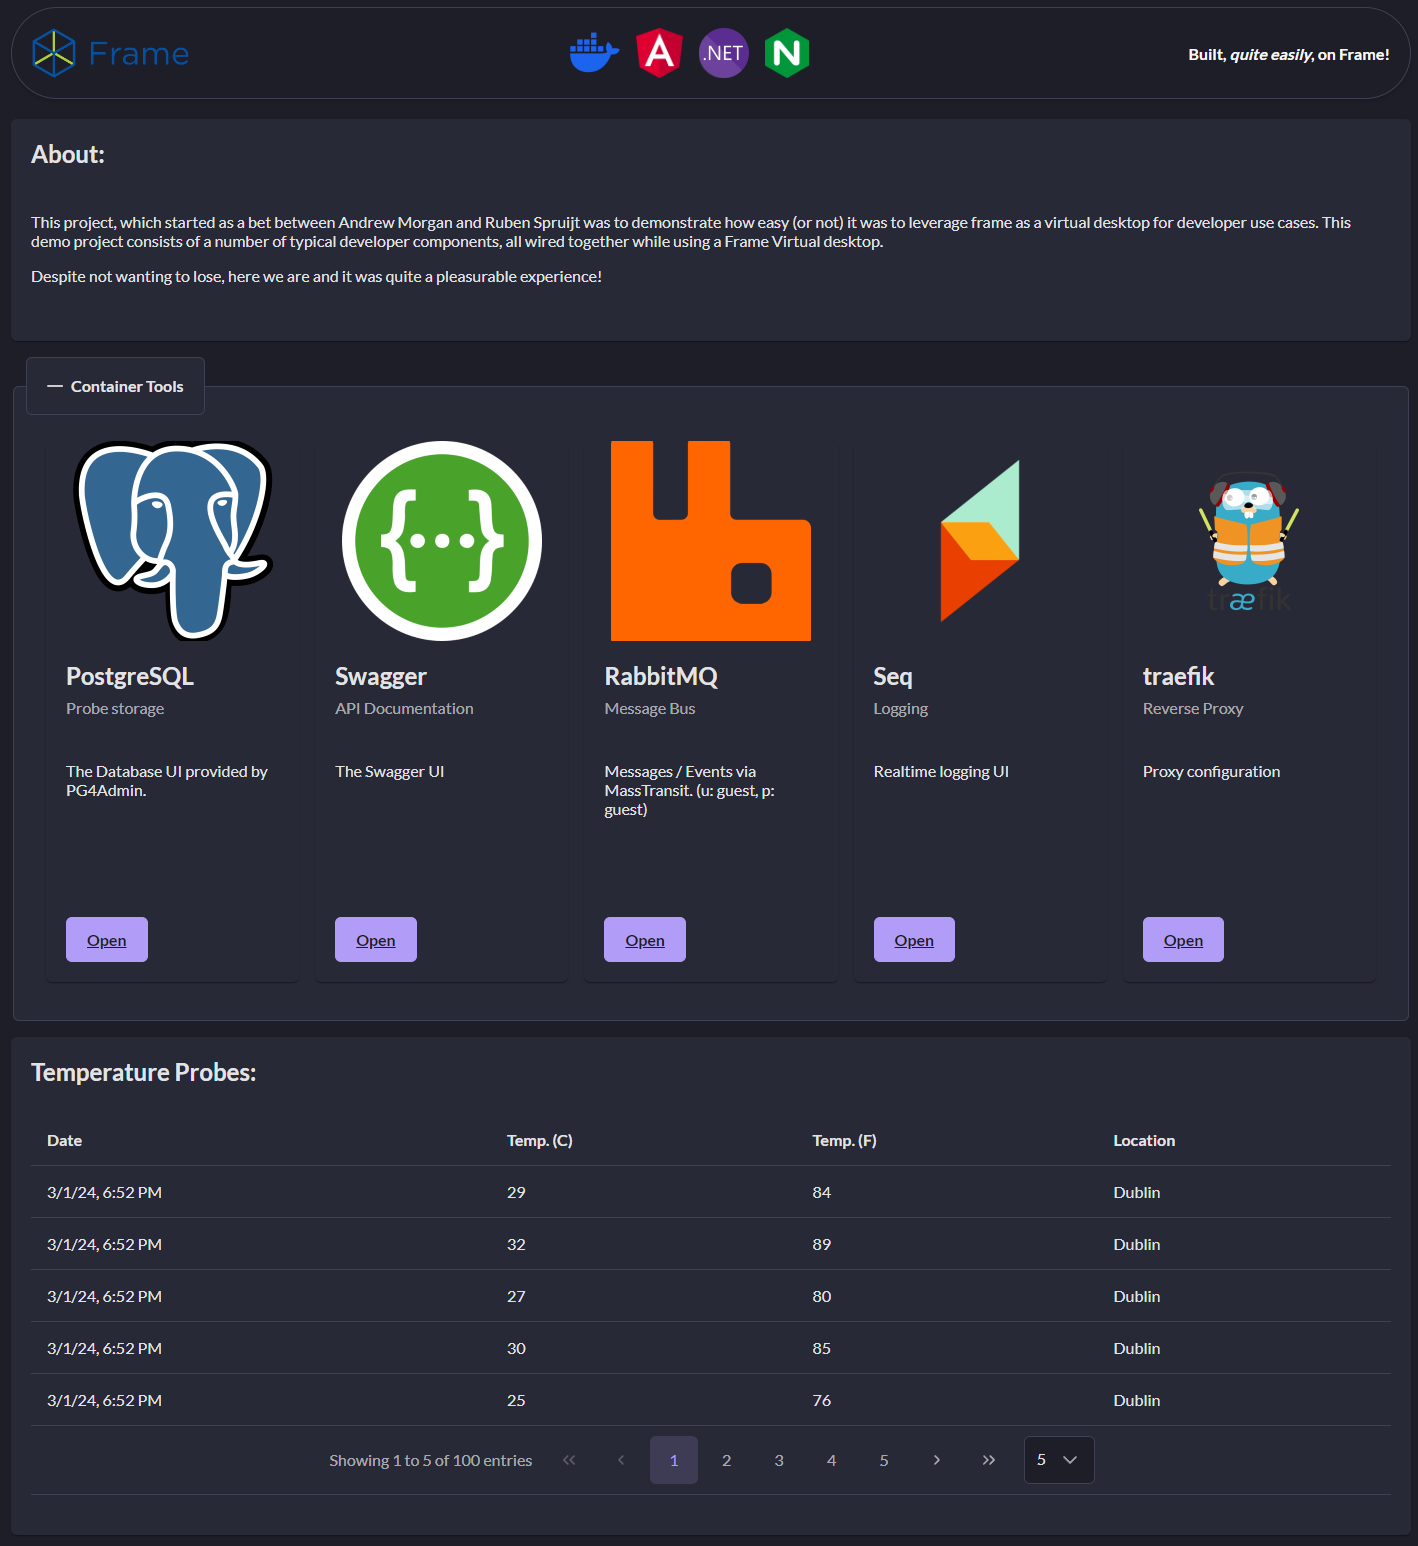 Frame
.NET
Built, quite easily, on Frame!
About:
This project, which started as a bet between Andrew Morgan and Ruben Spruijt was to demonstrate how easy (or not) it was to leverage frame as a virtual desktop for developer use cases. This
demo project consists of a number of typical developer components, all wired together while using a Frame Virtual desktop.
Despite not wanting to lose, here we are and it was quite a pleasurable experience!
Container Tools
træfik
PostgreSQL
Probe storage
The Database UI provided by
PG4Admin.
Open
Swagger
API Documentation
The Swagger UI
Open
RabbitMQ
Message Bus
Messages / Events via
MassTransit. (u: guest, p:
guest)
Open
Seq
Logging
Realtime logging UI
Open
traefik
Reverse Proxy
Proxy configuration
Open
Temperature Probes:
Date Temp. (C) Temp. (F) Location
3/1/24, 6:52 PM 29 84 Dublin
3/1/24, 6:52 PM 32 89 Dublin
3/1/24, 6:52 PM 27 80 Dublin
3/1/24, 6:52 PM 30 85 Dublin
3/1/24, 6:52 PM 25 76 Dublin
Showing 1 to 5 of 100 entries « ‹ 1 2 3 4 5 › » 5